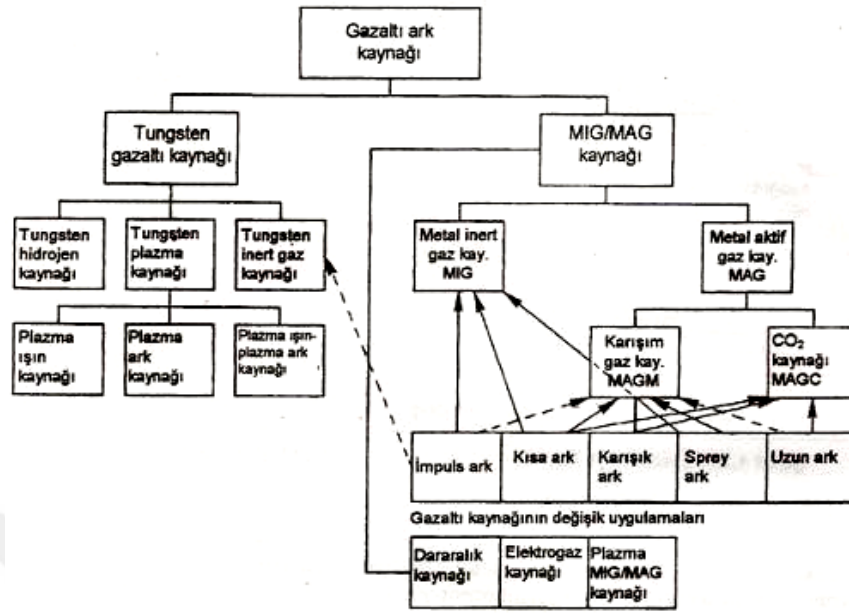 Gazaltı ark
kaynağı
Tungsten
gazaltı kaynağı
MIG/MAG
kaynağı
Tungsten
hidrojen
kaynağı
Tungsten
plazma
kaynağı
Tungsten
inert gaz
kaynağı
Metal inert
gaz kay.
MIG
Metal aktif
gaz kay.
MAG
Plazma
ışın
kaynağı
Plazma
ark
kaynağı
Plazma ışın-
plazma ark
kaynağı
Karışım
gaz kay.
MAGM
CO₂
kaynağı
MAGC
İmpuls ark
Kısa ark
Karışık
ark
Sprey
ark
Uzun ark
Gazaltı kaynağının değişik uygulamaları
Dararalık
kaynağı
Elektrogaz
kaynağı
Plazma
MIG/MAG
kaynağı